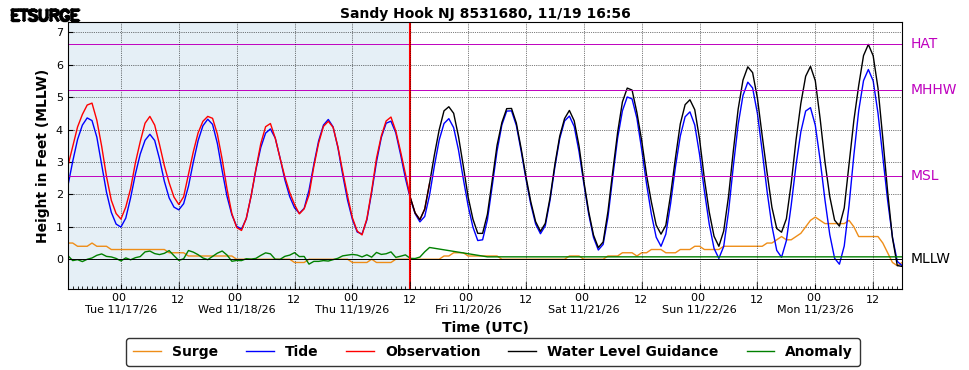 ETSURGE
Sandy Hook NJ 8531680, 11/19 16:56
Height in Feet (MLLW)
7
6
5
4
3
2
1
0
HAT
MHHW
MSL
MLLW
00 12 00 12 00 12 00 12 00 12 00 12 00 12
Tue 11/17/26 Wed 11/18/26 Thu 11/19/26 Fri 11/20/26 Sat 11/21/26 Sun 11/22/26 Mon 11/23/26
Time (UTC)
Surge Tide Observation Water Level Guidance Anomaly